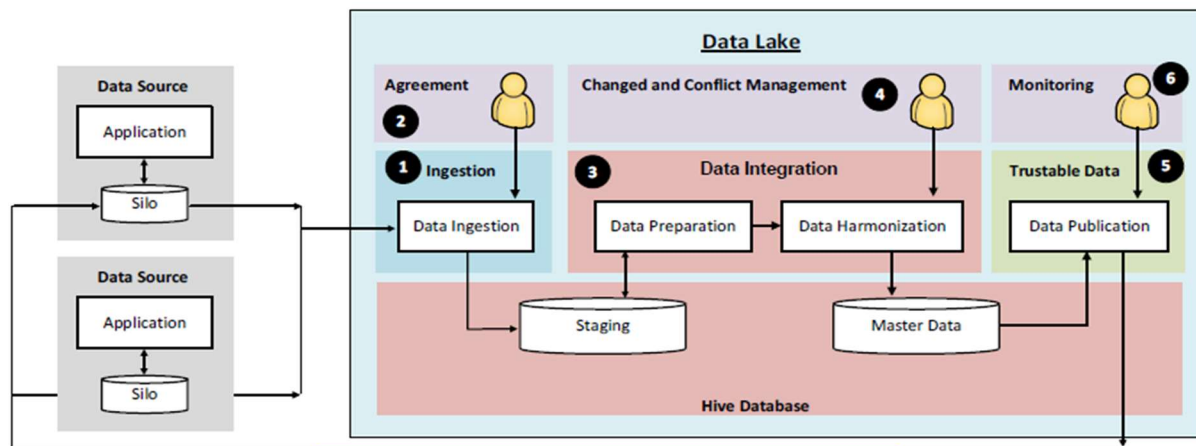 Data Lake
Data Source
Application
Silo
Data Source
Application
Silo
Agreement
2
Changed and Conflict Management
4
Monitoring
6
1
Ingestion
Data Ingestion
3
Data Integration
Data Preparation
Data Harmonization
5
Trustable Data
Data Publication
Staging
Master Data
Hive Database